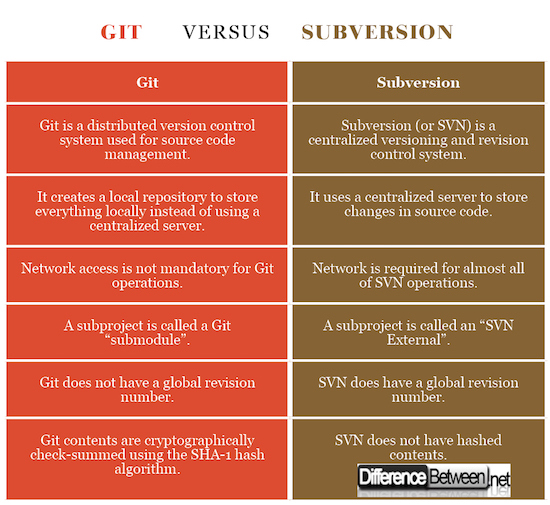 GIT VERSUS SUBVERSION
Git
Subversion
Git is a distributed version control
system used for source code
management.
Subversion (or SVN) is a
centralized versioning and revision
control system.
It creates a local repository to store
everything locally instead of using a
centralized server.
It uses a centralized server to store
changes in source code.
Network access is not mandatory for Git
operations.
Network is required for almost all
of SVN operations.
A subproject is called a Git
“submodule”.
A subproject is called an “SVN
External”.
Git does not have a global revision
number.
SVN does have a global revision
number.
Git contents are cryptographically
check-summed using the SHA-1 hash
algorithm.
SVN does not have hashed
contents.
DifferenceBetween.net